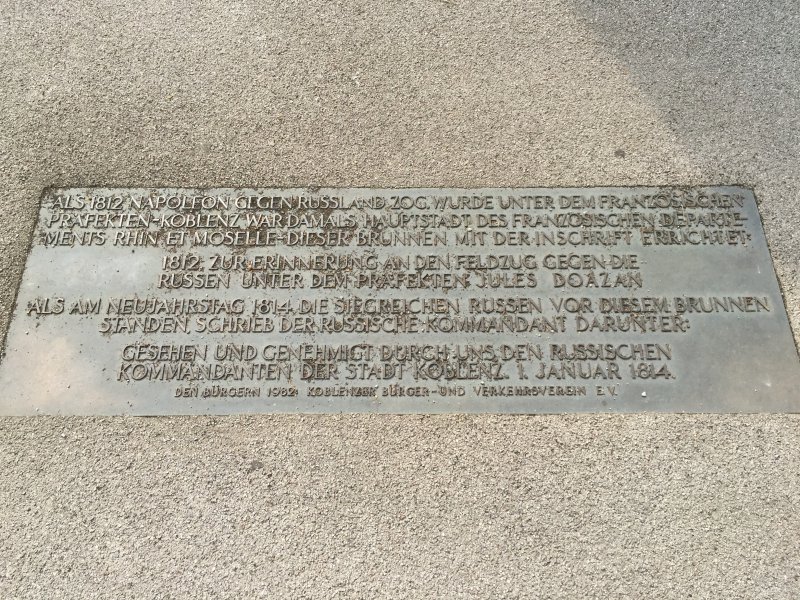 ALS 1812 NAPOLEON GEGEN RUSSLAND ZOG, WURDE UNTER DEM FRANZÖSISCHEN
PRÄFEKTEN-KOBLENZ WAR DAMALS HAUPTSTADT DES FRANZÖSISCHEN DEPARTE-
MENTS RHIN ET MOSELLE-DIESER BRUNNEN MIT DER INSCHRIFT ERRICHTET:
1812, ZUR ERINNERUNG AN DEN FELDZUG GEGEN DIE
RUSSEN UNTER DEM PRÄFEKTEN JULES DOAZAN
ALS AM NEUJAHRSTAG 1814 DIE SIEGREICHEN RUSSEN VOR DIESEM BRUNNEN
STANDEN SCHRIEB DER RUSSISCHE KOMMANDANT DARUNTER:
GESEHEN UND GENEHMIGT DURCH UNS, DEN RUSSISCHEN
KOMMANDANTEN DER STADT KOBLENZ. 1. JANUAR 1814.
DEN BÜRGERN 1982: KOBLENZER BÜRGER-UND VERKEHRSVEREIN E.V.